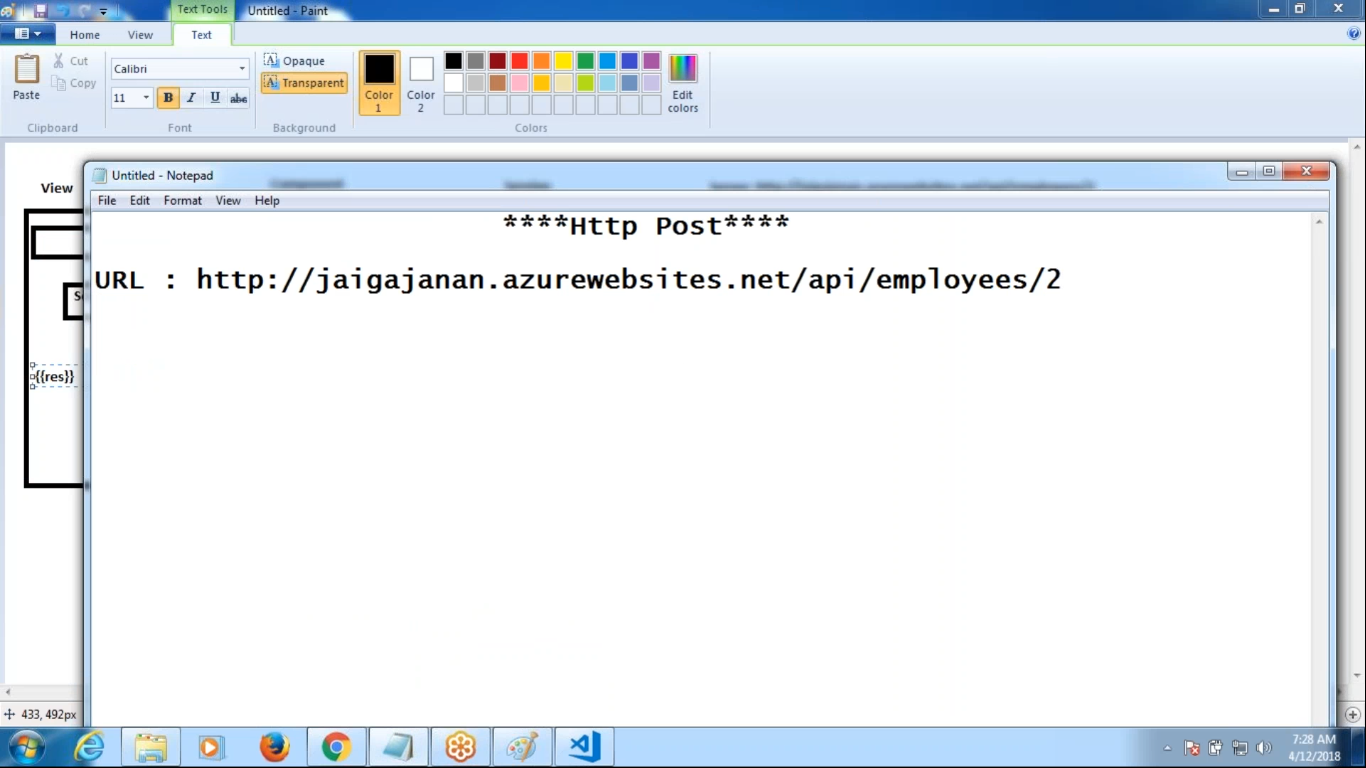 Text Tools
Untitled - Paint
Home
View
Text
Paste
Cut
Copy
Clipboard
Calibri
11
B I U abc
Font
Opaque
Transparent
Background
Color 1
Color 2
Edit colors
Colors
View
{{res}}
Untitled - Notepad
File Edit Format View Help
****Http Post****
URL : http://jaigajanan.azurewebsites.net/api/employees/2
433, 492px
7:28 AM
4/12/2018